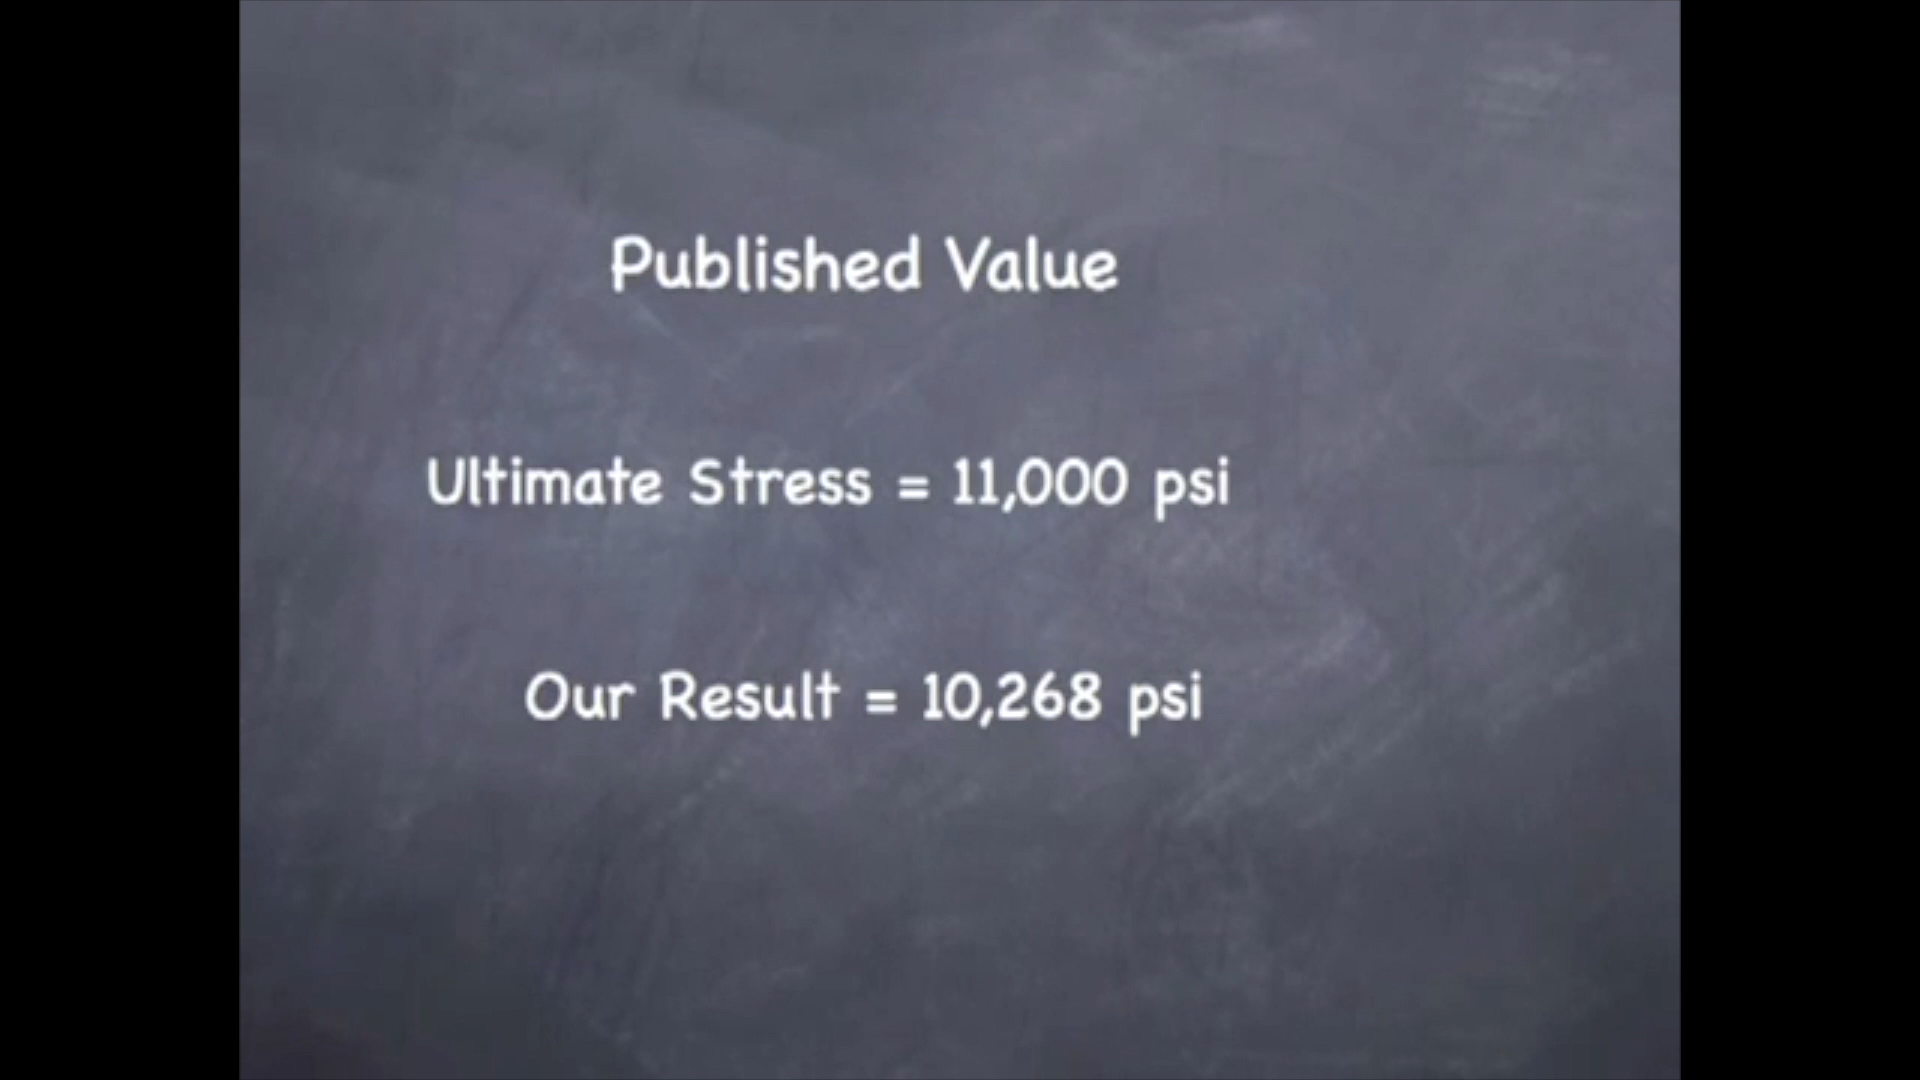 Published Value
Ultimate Stress = 11,000 psi
Our Result = 10,268 psi